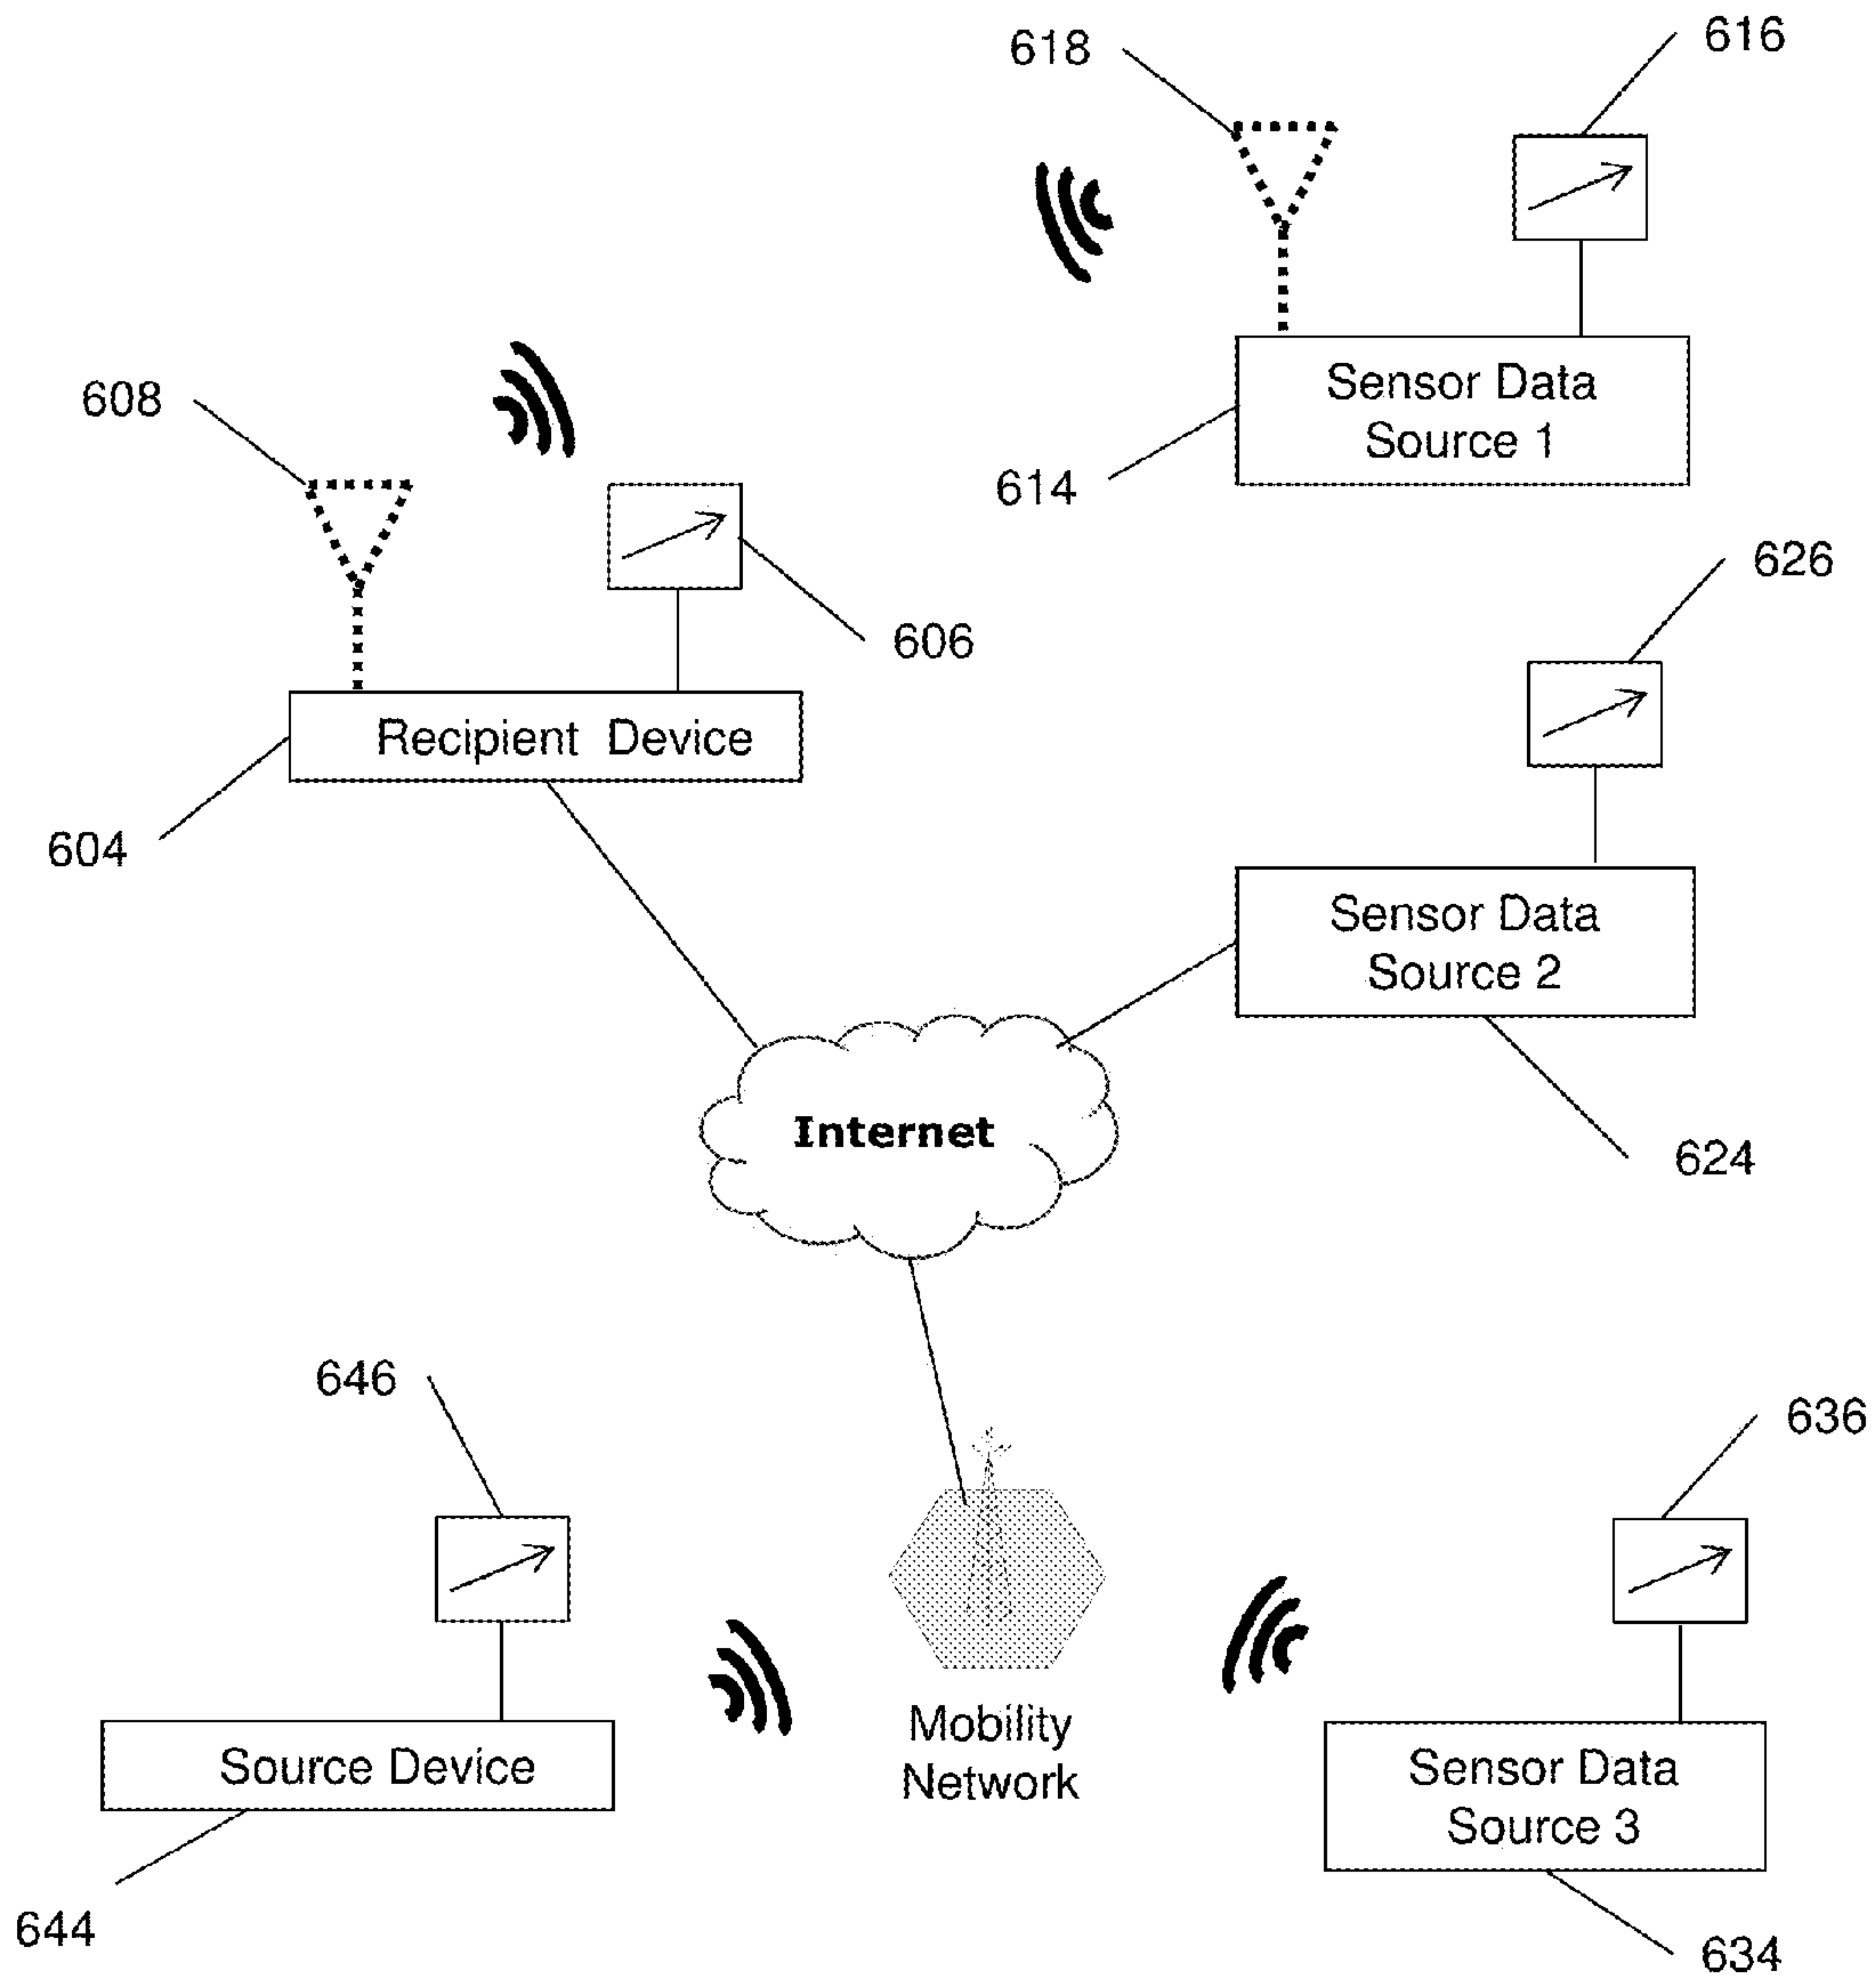 616
618
Sensor Data
Source 1
614
608
606
626
Recipient Device
604
Sensor Data
Source 2
624
Internet
646
636
Mobility
Network
Source Device
644
Sensor Data
Source 3
634